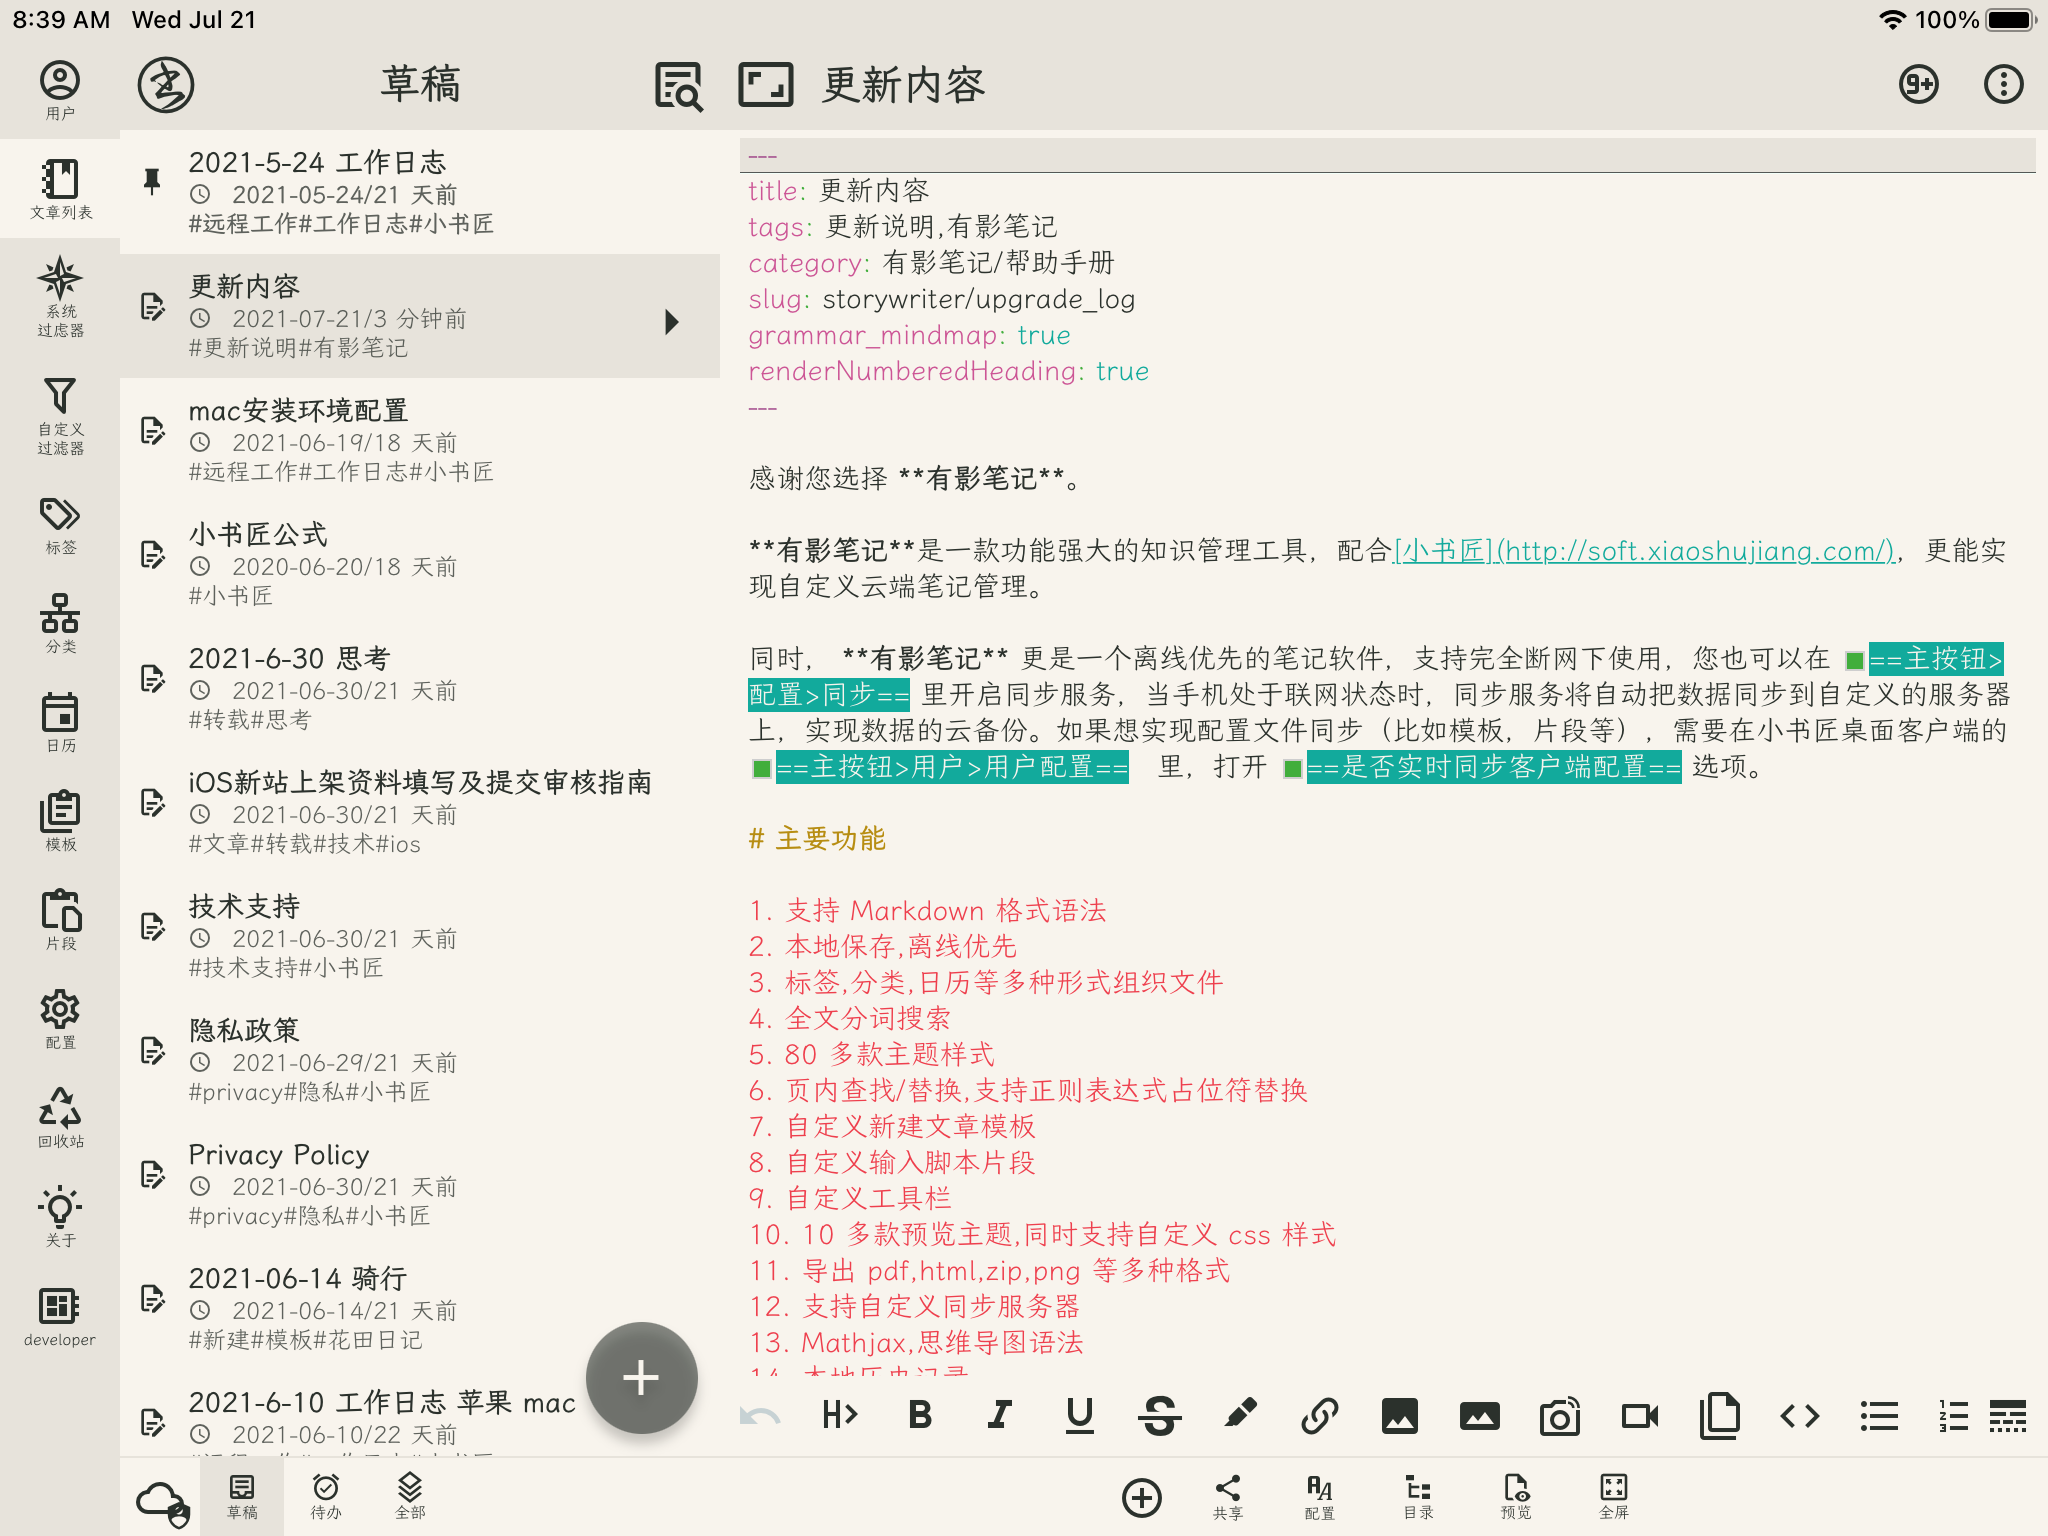 8:39 AM Wed Jul 21
100%
用户
文章列表
系统
过虑器
自定义
过滤器
标签
分类
日历
模板
片段
配置
回收站
关于
developer
草稿
2021-5-24 工作日志
2021-05-24/21 天前
#远程工作#工作日志#小书匠
更新内容
2021-07-21/3 分钟前
#更新说明#有影笔记
mac安装环境配置
2021-06-19/18 天前
#远程工作#工作日志#小书匠
小书匠公式
2020-06-20/18 天前
#小书匠
2021-6-30 思考
2021-06-30/21 天前
#转载#思考
iOS新站上架资料填写及提交审核指南
2021-06-30/21 天前
#文章#转载#技术#ios
技术支持
2021-06-30/21 天前
#技术支持#小书匠
隐私政策
2021-06-29/21 天前
#privacy#隐私#小书匠
Privacy Policy
2021-06-30/21 天前
#privacy#隐私#小书匠
2021-06-14 骑行
2021-06-14/21 天前
#新建#模板#花田日记
2021-6-10 工作日志 苹果 mac
2021-06-10/22 天前
草稿
待办
全部
更新内容
9+
---
title: 更新内容
tags: 更新说明,有影笔记
category: 有影笔记/帮助手册
slug: storywriter/upgrade_log
grammar_mindmap: true
renderNumberedHeading: true
---
感谢您选择 **有影笔记**。
**有影笔记**是一款功能强大的知识管理工具，配合[小书匠](http://soft.xiaoshujiang.com/)，更能实
现自定义云端笔记管理。
同时， **有影笔记** 更是一个离线优先的笔记软件，支持完全断网下使用，您也可以在 ==主按钮>
配置>同步== 里开启同步服务，当手机处于联网状态时，同步服务将自动把数据同步到自定义的服务器
上，实现数据的云备份。如果想实现配置文件同步（比如模板，片段等），需要在小书匠桌面客户端的
==主按钮>用户>用户配置== 里，打开 ==是否实时同步客户端配置== 选项。
# 主要功能
1. 支持 Markdown 格式语法
2. 本地保存,离线优先
3. 标签,分类,日历等多种形式组织文件
4. 全文分词搜索
5. 80 多款主题样式
6. 页内查找/替换,支持正则表达式占位符替换
7. 自定义新建文章模板
8. 自定义输入脚本片段
9. 自定义工具栏
10. 10 多款预览主题,同时支持自定义 css 样式
11. 导出 pdf,html,zip,png 等多种格式
12. 支持自定义同步服务器
13. Mathjax,思维导图语法
14. 本地历史记录
共享
配置
目录
预览
全屏